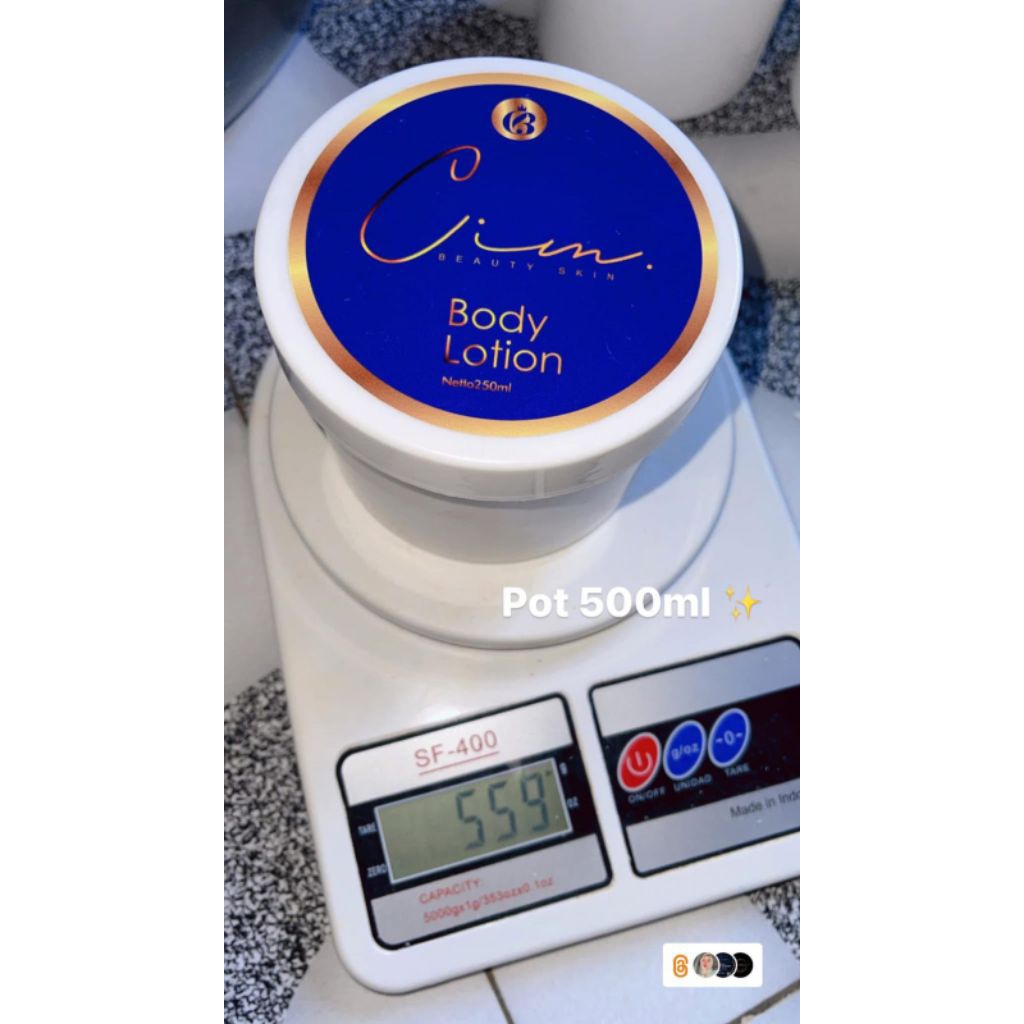 CB
Cim.
BEAUTY SKIN
Body
Lotion
Netto250ml
Pot 500ml ✨
SF-400
559
g
OZ
TARE
ZERO
CAPACITY:
5000gx1g/353ozx0.1oz
g/oz
-0-
ON/OFF UNIDAD TARE
Made in Indo